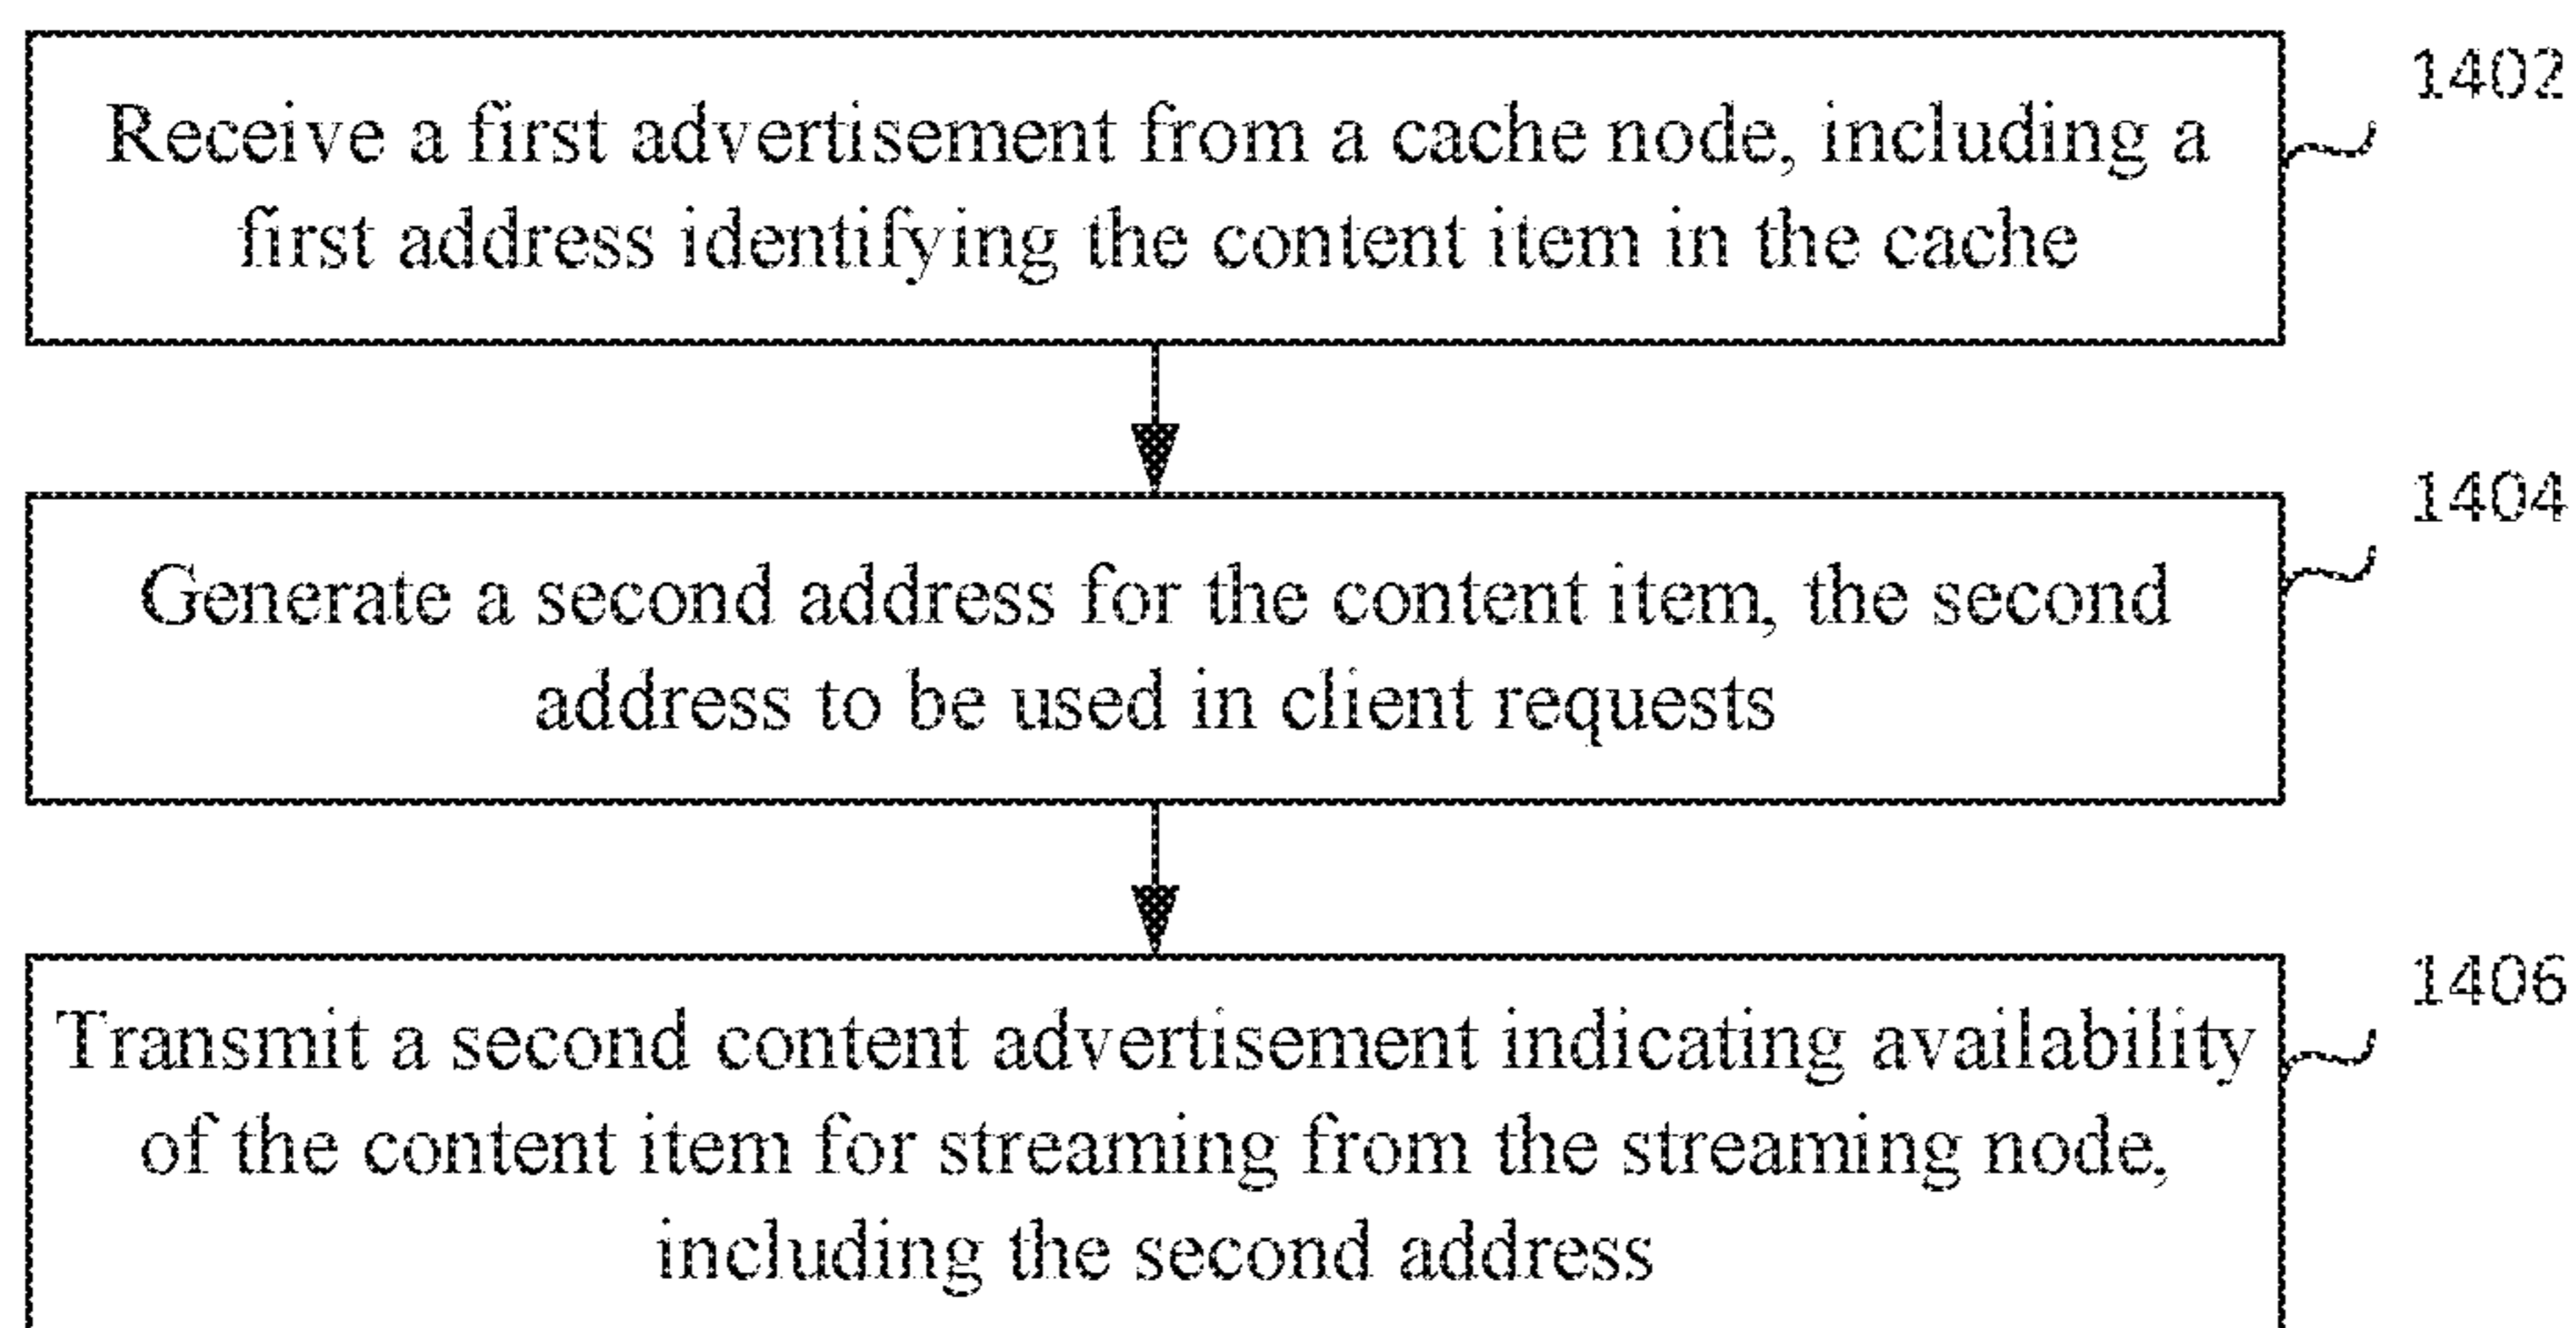 1402
Receive a first advertisement from a cache node, including a
first address identifying the content item in the cache
1404
Generate a second address for the content item, the second
address to be used in client requests
1406
Transmit a second content advertisement indicating availability
of the content item for streaming from the streaming node,
including the second address